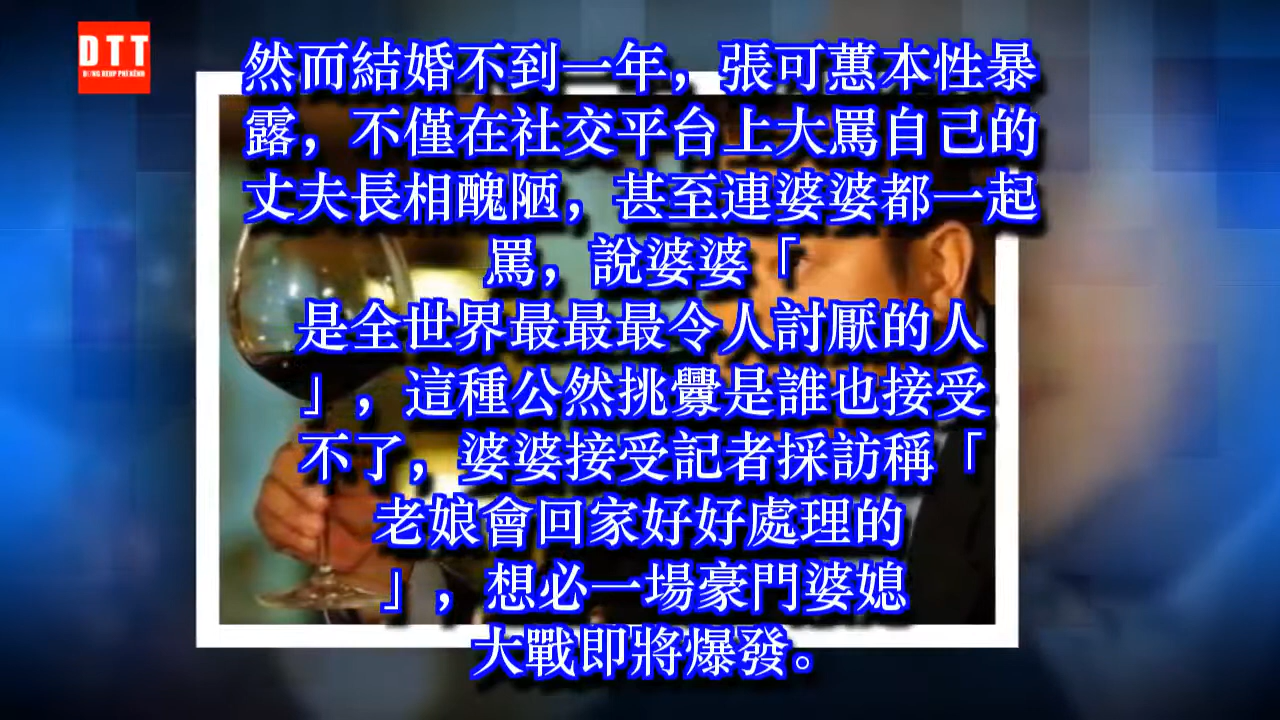 DTT
然而結婚不到一年，張可蕙本性暴
露，不僅在社交平台上大罵自己的
丈夫長相醜陋，甚至連婆婆都一起
罵，說婆婆「
是全世界最最最令人討厭的人
」，這種公然挑釁是誰也接受
不了，婆婆接受記者採訪稱「
老娘會回家好好處理的
」，想必一場豪門婆媳
大戰即將爆發。